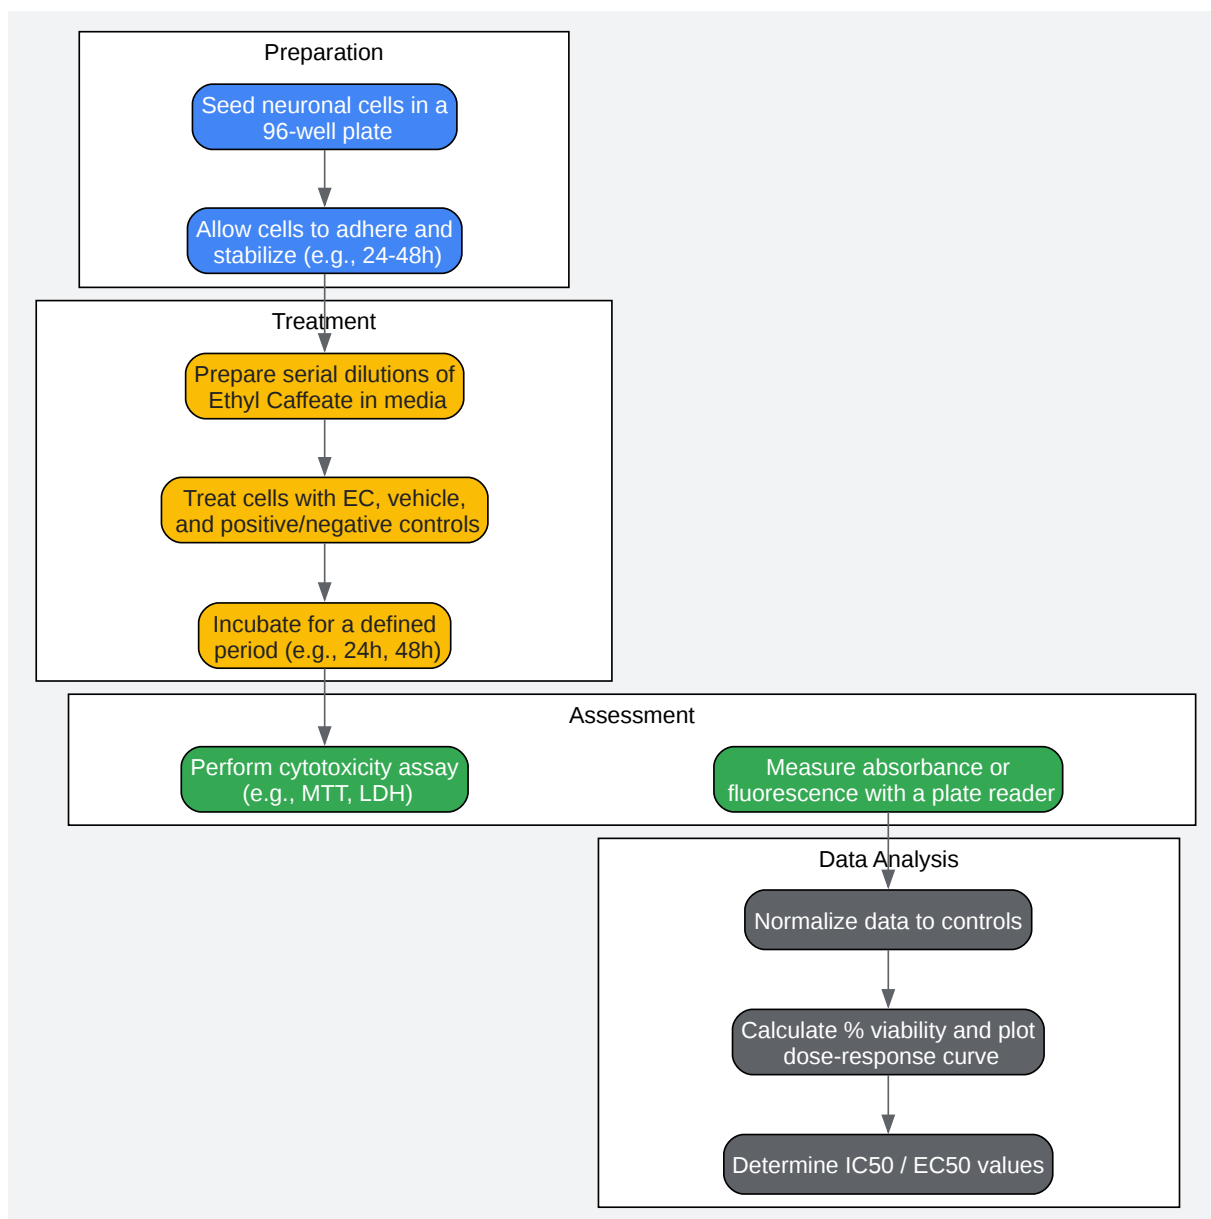 Preparation
Seed neuronal cells in a
96-well plate
Allow cells to adhere and
stabilize (e.g., 24-48h)
Treatment
Prepare serial dilutions of
Ethyl Caffeate in media
Treat cells with EC, vehicle,
and positive/negative controls
Incubate for a defined
period (e.g., 24h, 48h)
Assessment
Perform cytotoxicity assay
(e.g., MTT, LDH)
Measure absorbance or
fluorescence with a plate reader
Data Analysis
Normalize data to controls
Calculate % viability and plot
dose-response curve
Determine IC50 / EC50 values